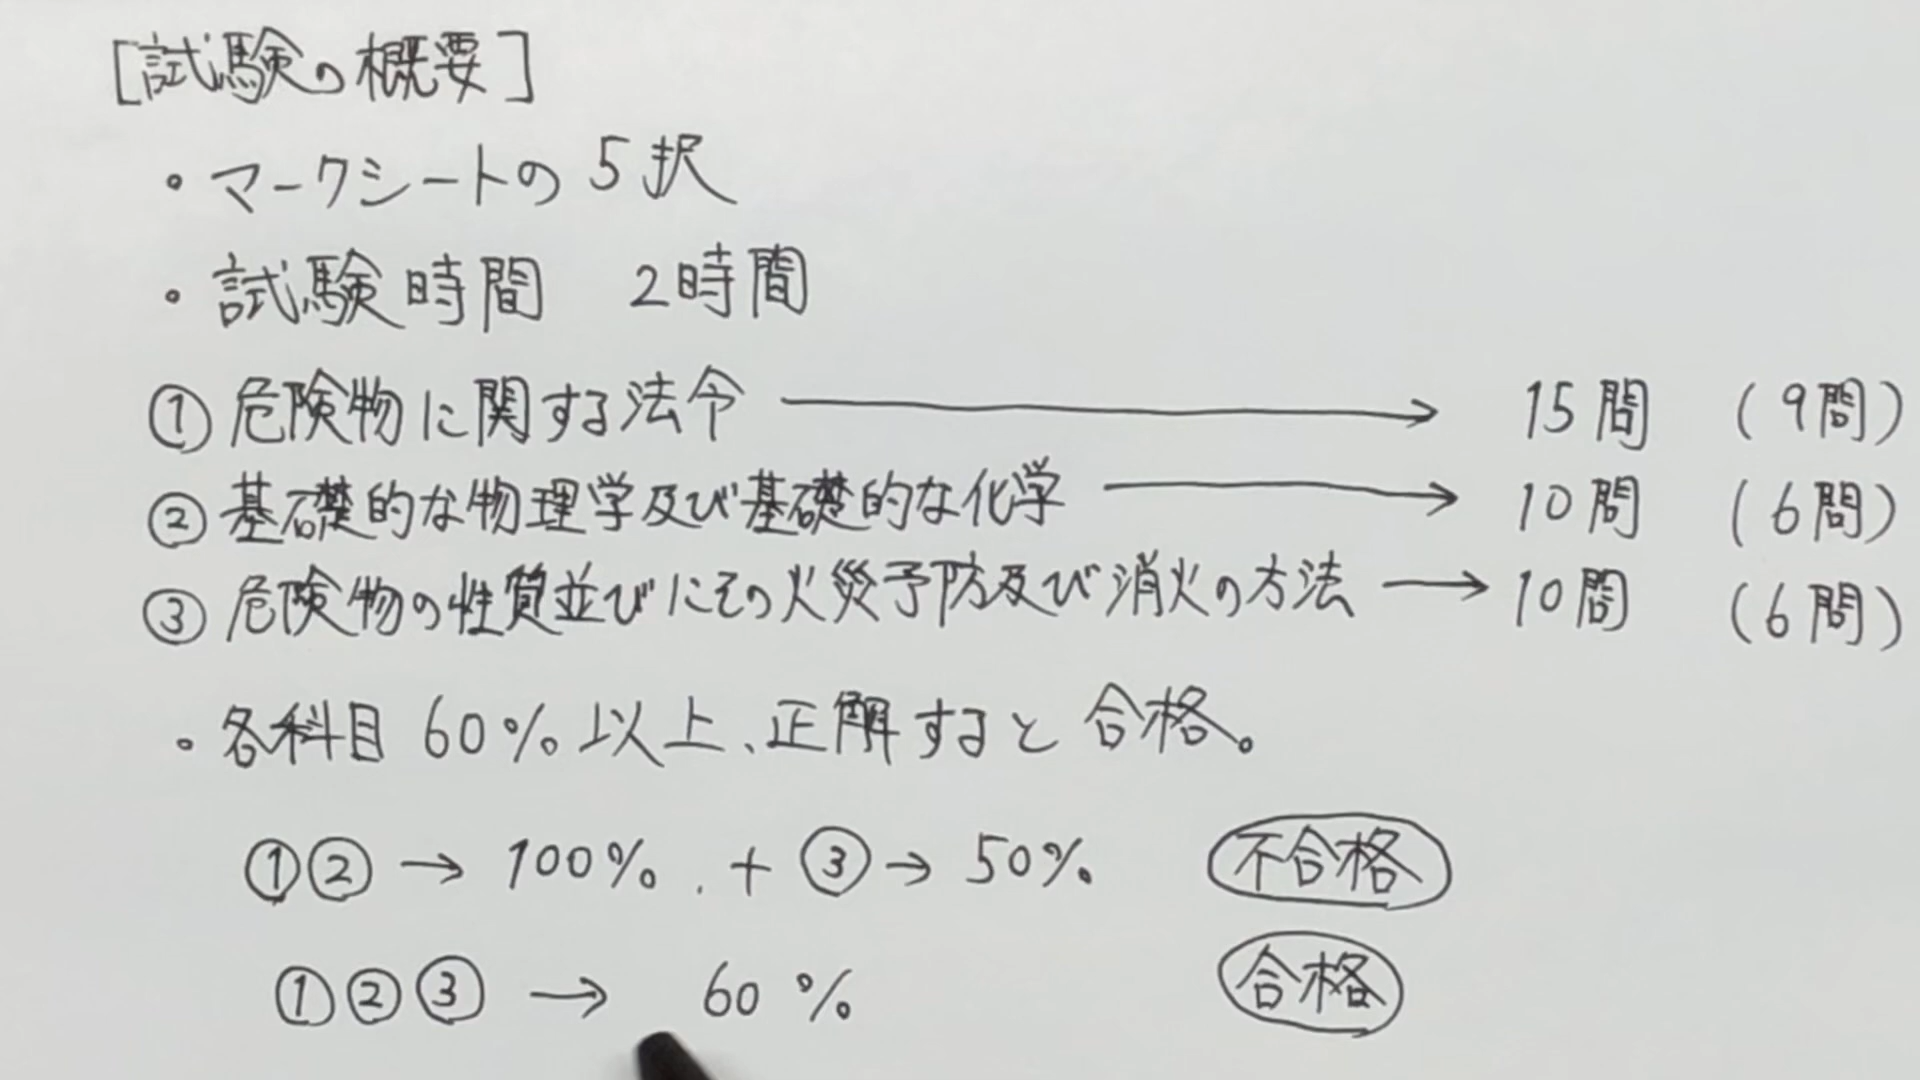 [試験の概要]
・マークシートの5択
・試験時間 2時間
①危険物に関する法令 → 15問 (9問)
②基礎的な物理学及び基礎的な化学 → 10問 (6問)
③危険物の性質並びにその火災予防及び消火の方法 → 10問 (6問)
・各科目 60%以上、正解すると合格。
①② → 100%. + ③ → 50% 不合格
①②③ → 60% 合格